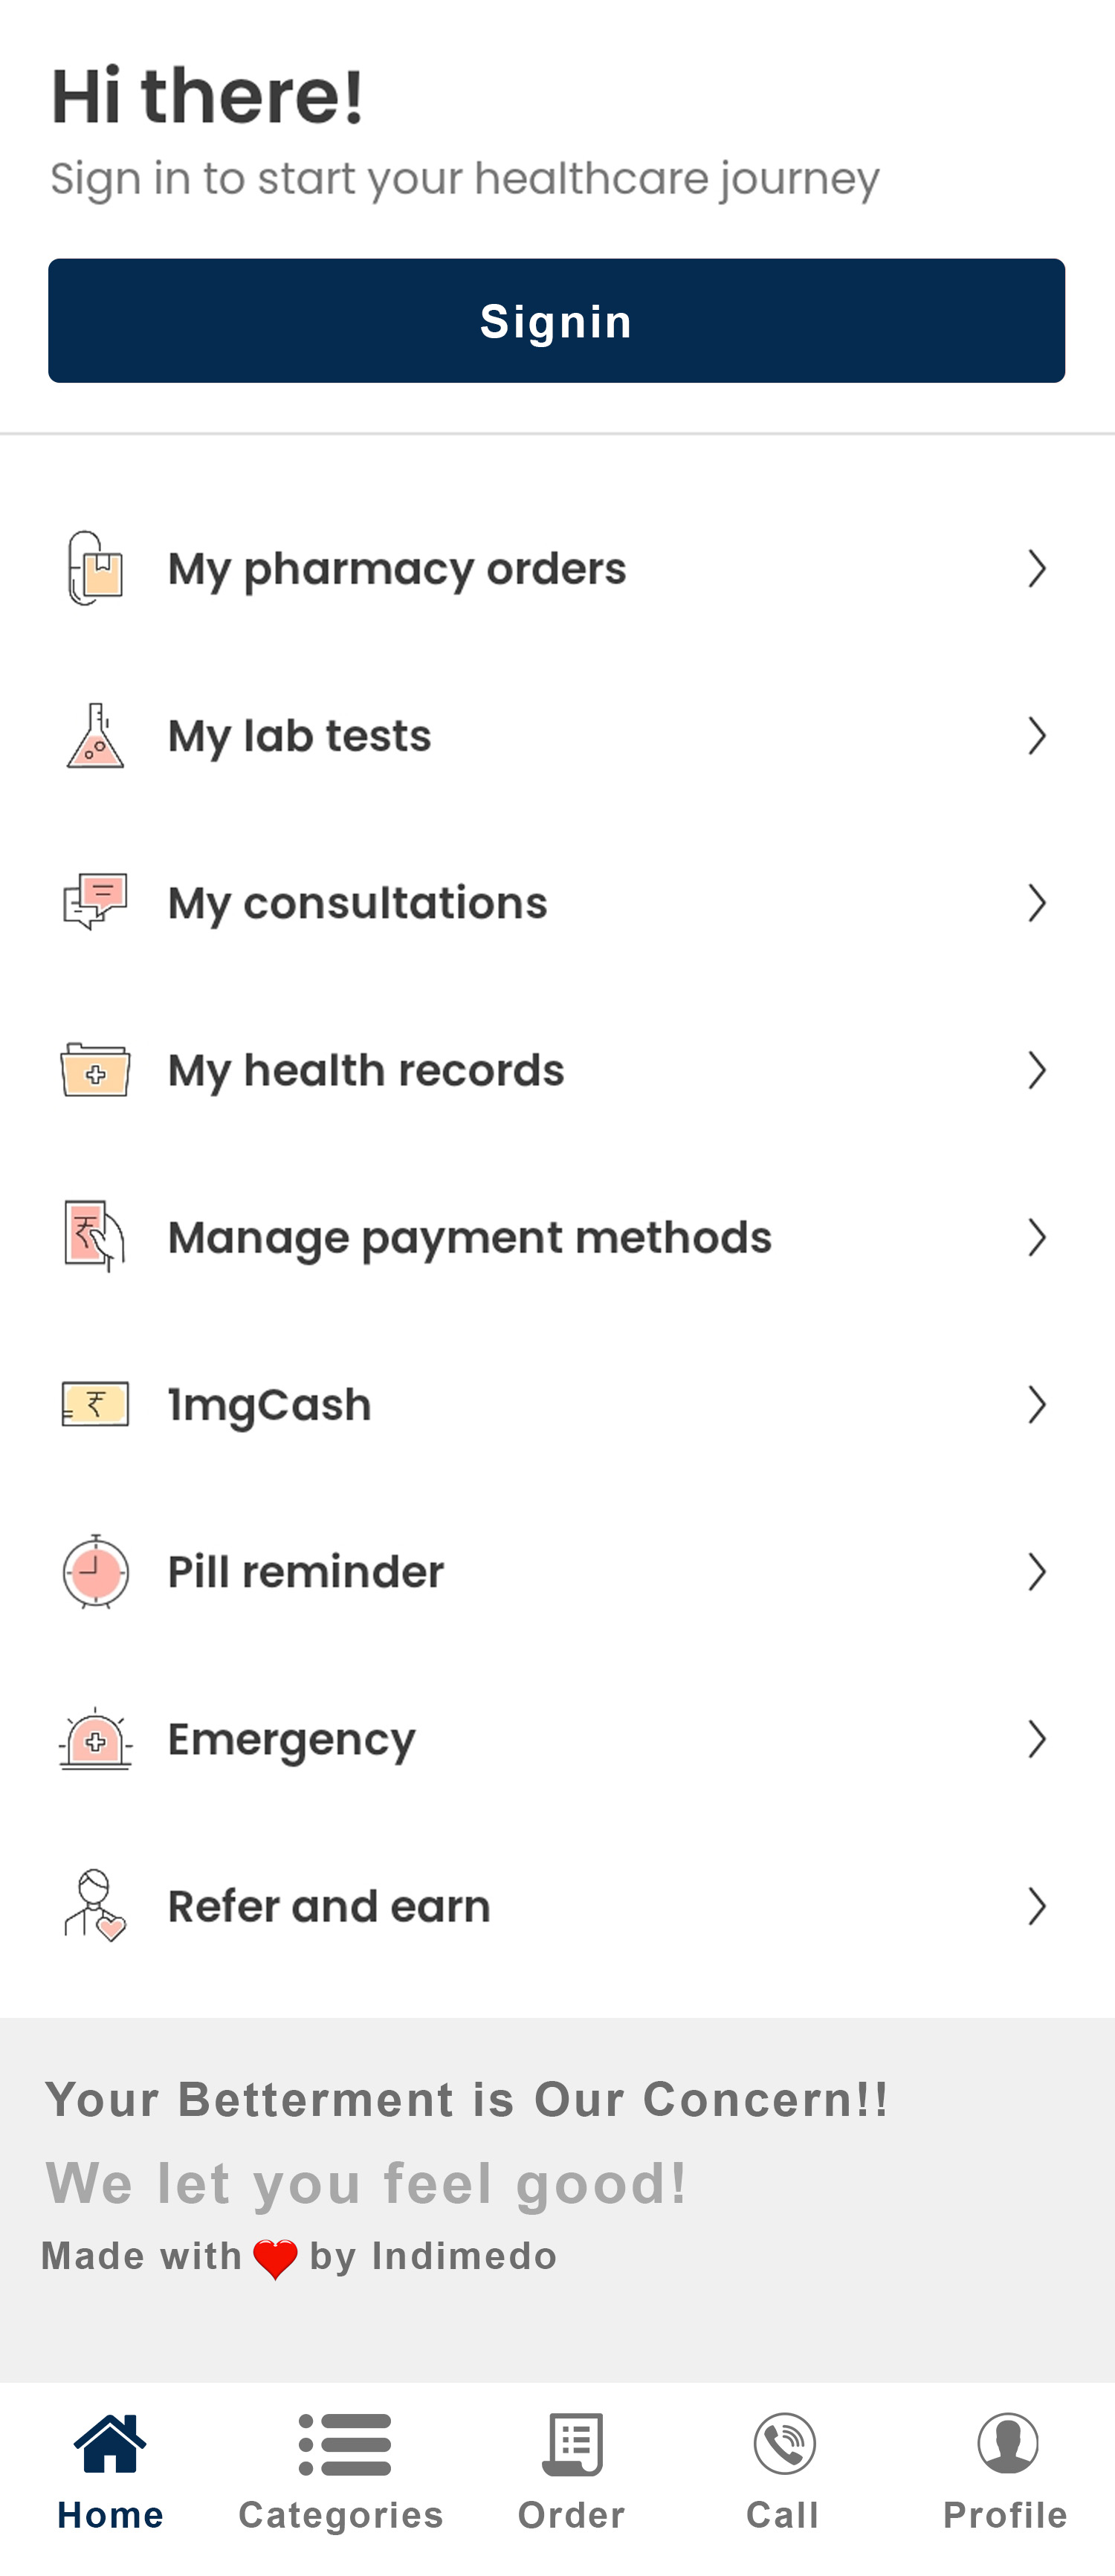 Hi there!
Sign in to start your healthcare journey
Signin
My pharmacy orders
My lab tests
My consultations
My health records
Manage payment methods
₹
1mgCash
₹
Pill reminder
Emergency
Refer and earn
Your Betterment is Our Concern!!
We let you feel good!
Made with ❤ by Indimedo
Home
Categories
Order
Call
Profile